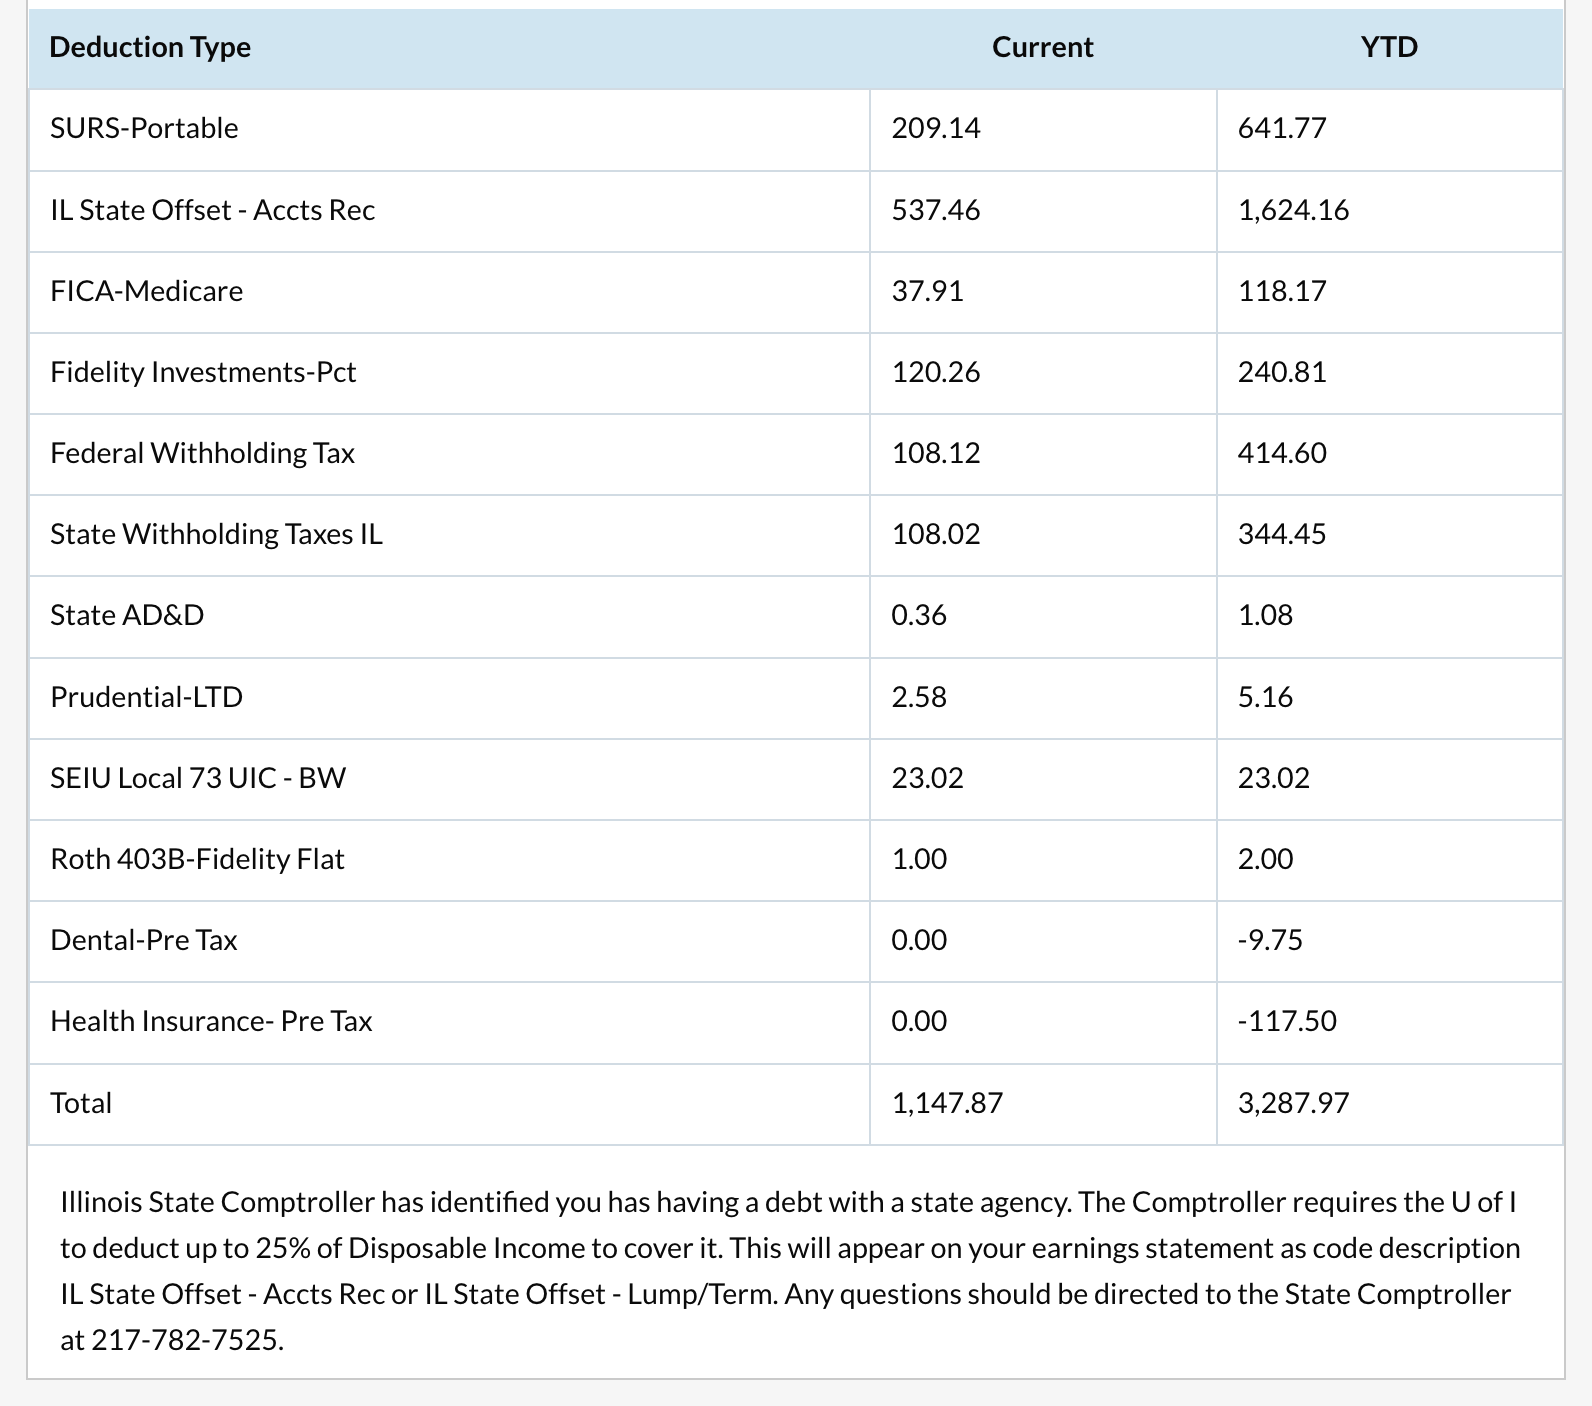 Deduction Type Current YTD
SURS-Portable 209.14 641.77
IL State Offset - Accts Rec 537.46 1,624.16
FICA-Medicare 37.91 118.17
Fidelity Investments-Pct 120.26 240.81
Federal Withholding Tax 108.12 414.60
State Withholding Taxes IL 108.02 344.45
State AD&D 0.36 1.08
Prudential-LTD 2.58 5.16
SEIU Local 73 UIC - BW 23.02 23.02
Roth 403B-Fidelity Flat 1.00 2.00
Dental-Pre Tax 0.00 -9.75
Health Insurance- Pre Tax 0.00 -117.50
Total 1,147.87 3,287.97
Illinois State Comptroller has identified you has having a debt with a state agency. The Comptroller requires the U of I
to deduct up to 25% of Disposable Income to cover it. This will appear on your earnings statement as code description
IL State Offset - Accts Rec or IL State Offset - Lump/Term. Any questions should be directed to the State Comptroller
at 217-782-7525.